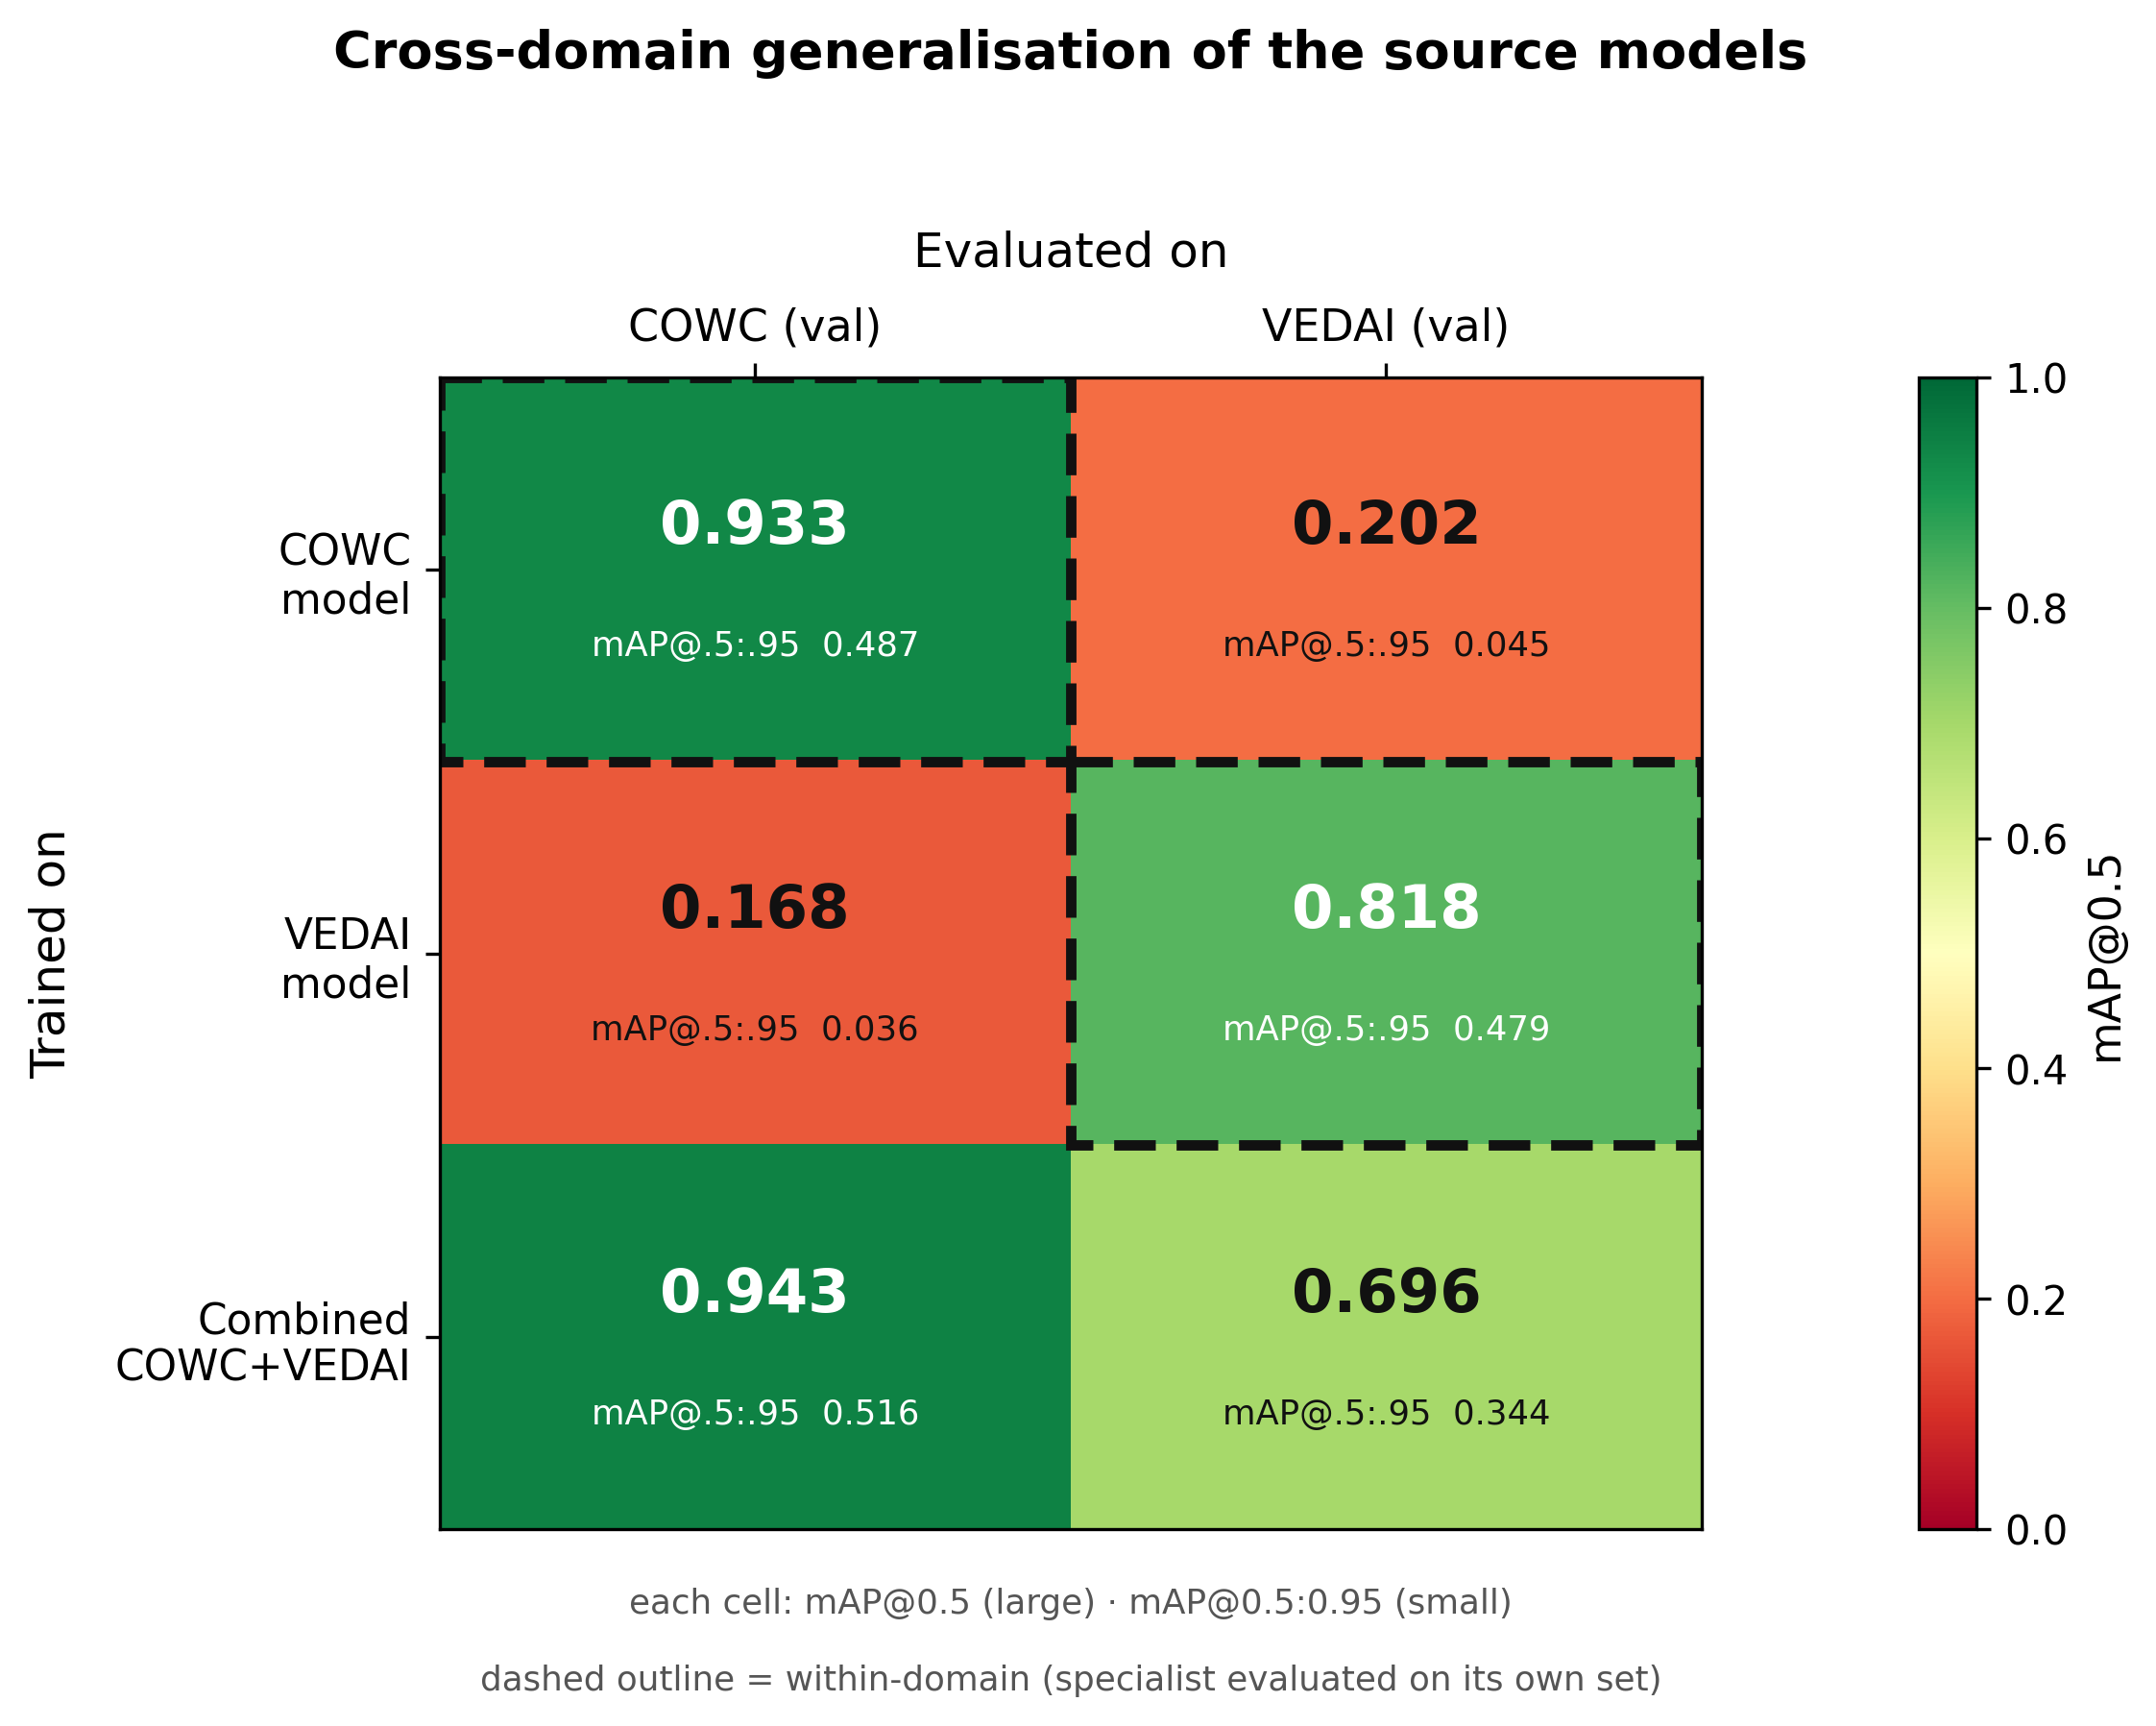 Cross-domain generalisation of the source models
Evaluated on
COWC (val)
VEDAI (val)
Trained on
COWC
model
0.933
mAP@.5:.95  0.487
0.202
mAP@.5:.95  0.045
VEDAI
model
0.168
mAP@.5:.95  0.036
0.818
mAP@.5:.95  0.479
Combined
COWC+VEDAI
0.943
mAP@.5:.95  0.516
0.696
mAP@.5:.95  0.344
1.0
0.8
0.6
0.4
0.2
0.0
mAP@0.5
each cell: mAP@0.5 (large) · mAP@0.5:0.95 (small)
dashed outline = within-domain (specialist evaluated on its own set)